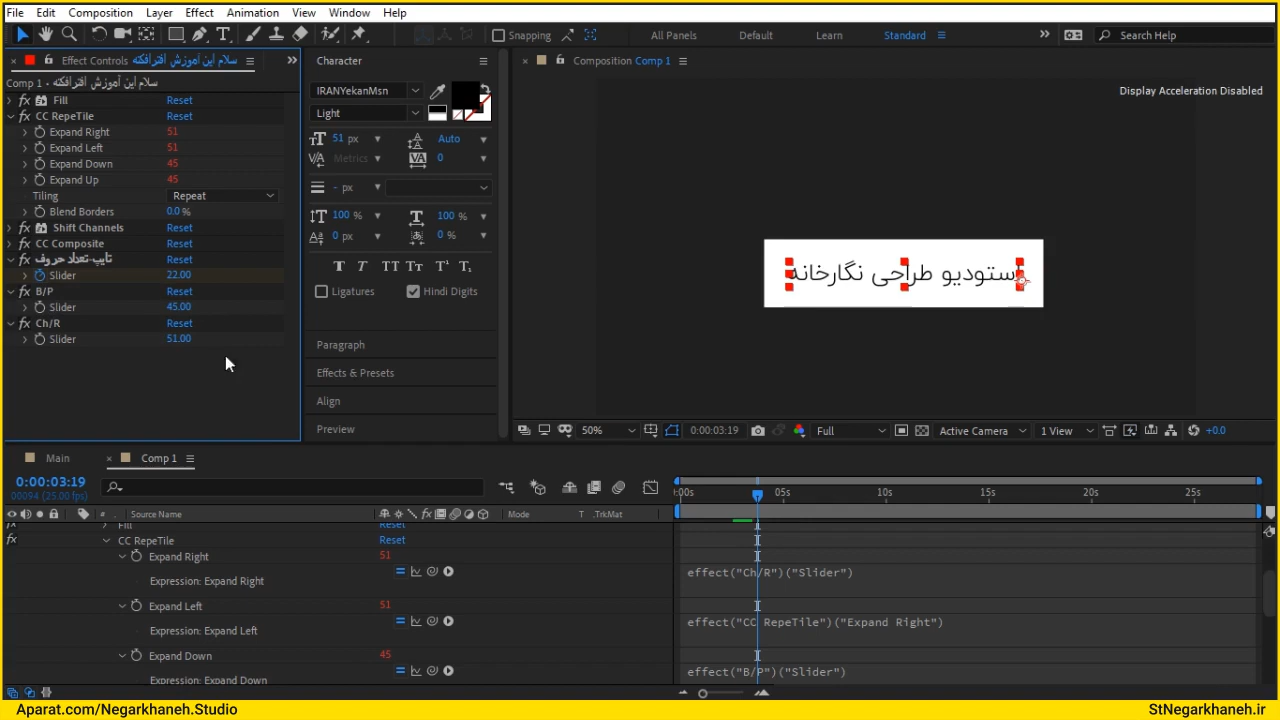 File Edit Composition Layer Effect Animation View Window Help
Snapping All Panels Default Learn Standard Search Help
Effect Controls سلام این آموزش افترافکته
Comp 1 • سلام این آموزش افترافکته
Fill Reset
CC RepeTile Reset
Expand Right 51
Expand Left 51
Expand Down 45
Expand Up 45
Tiling Repeat
Blend Borders 0.0 %
Shift Channels Reset
CC Composite Reset
تایپ-تعداد حروف Reset
Slider 22.00
B/P Reset
Slider 45.00
Ch/R Reset
Slider 51.00
Character
IRANYekanMsn
Light
51 px Auto
Metrics 0
- px
100 % 100 %
0 px 0 %
Ligatures Hindi Digits
Paragraph
Effects & Presets
Align
Preview
Composition Comp 1
Display Acceleration Disabled
استودیو طراحی نگارخانه
50% 0:00:03:19 Full Active Camera 1 View +0.0
Main Comp 1
0:00:03:19
00094 (25.00 fps)
# Source Name Mode T .TrkMat
:00s 05s 10s 15s 20s 25s
Fill Reset
CC RepeTile Reset
Expand Right 51
Expression: Expand Right effect("Ch/R")("Slider")
Expand Left 51
Expression: Expand Left effect("CC RepeTile")("Expand Right")
Expand Down 45
Expression: Expand Down effect("B/P")("Slider")
Aparat.com/Negarkhaneh.Studio StNegarkhaneh.ir